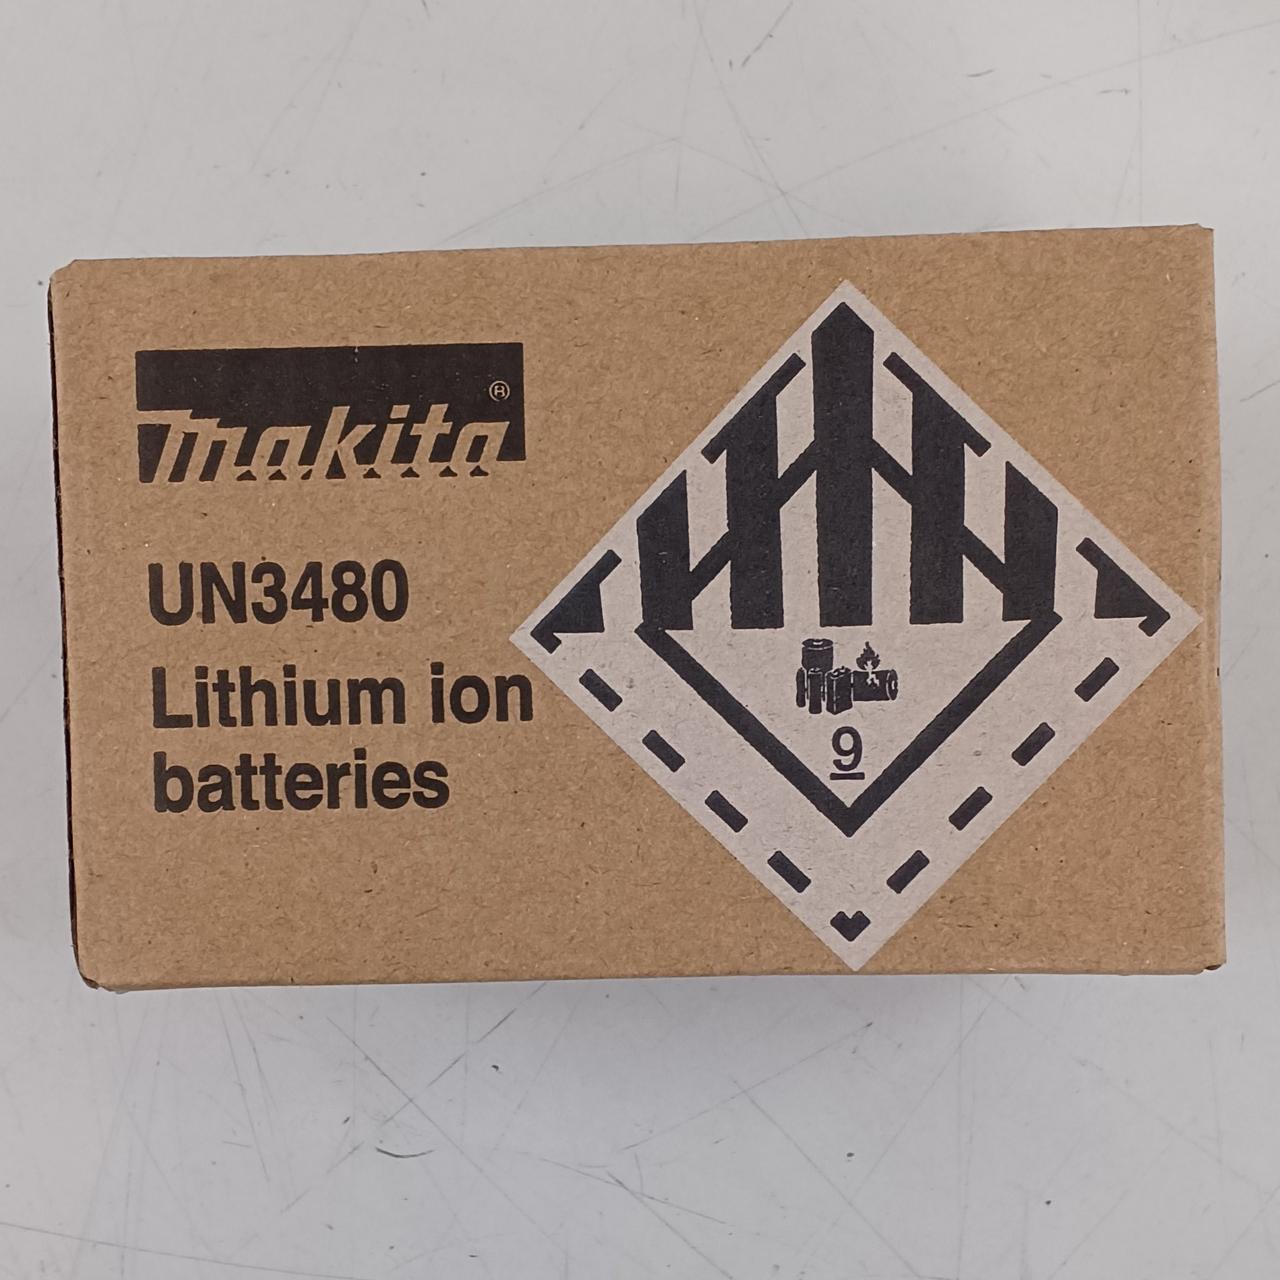 makita®
UN3480
Lithium ion
batteries
9